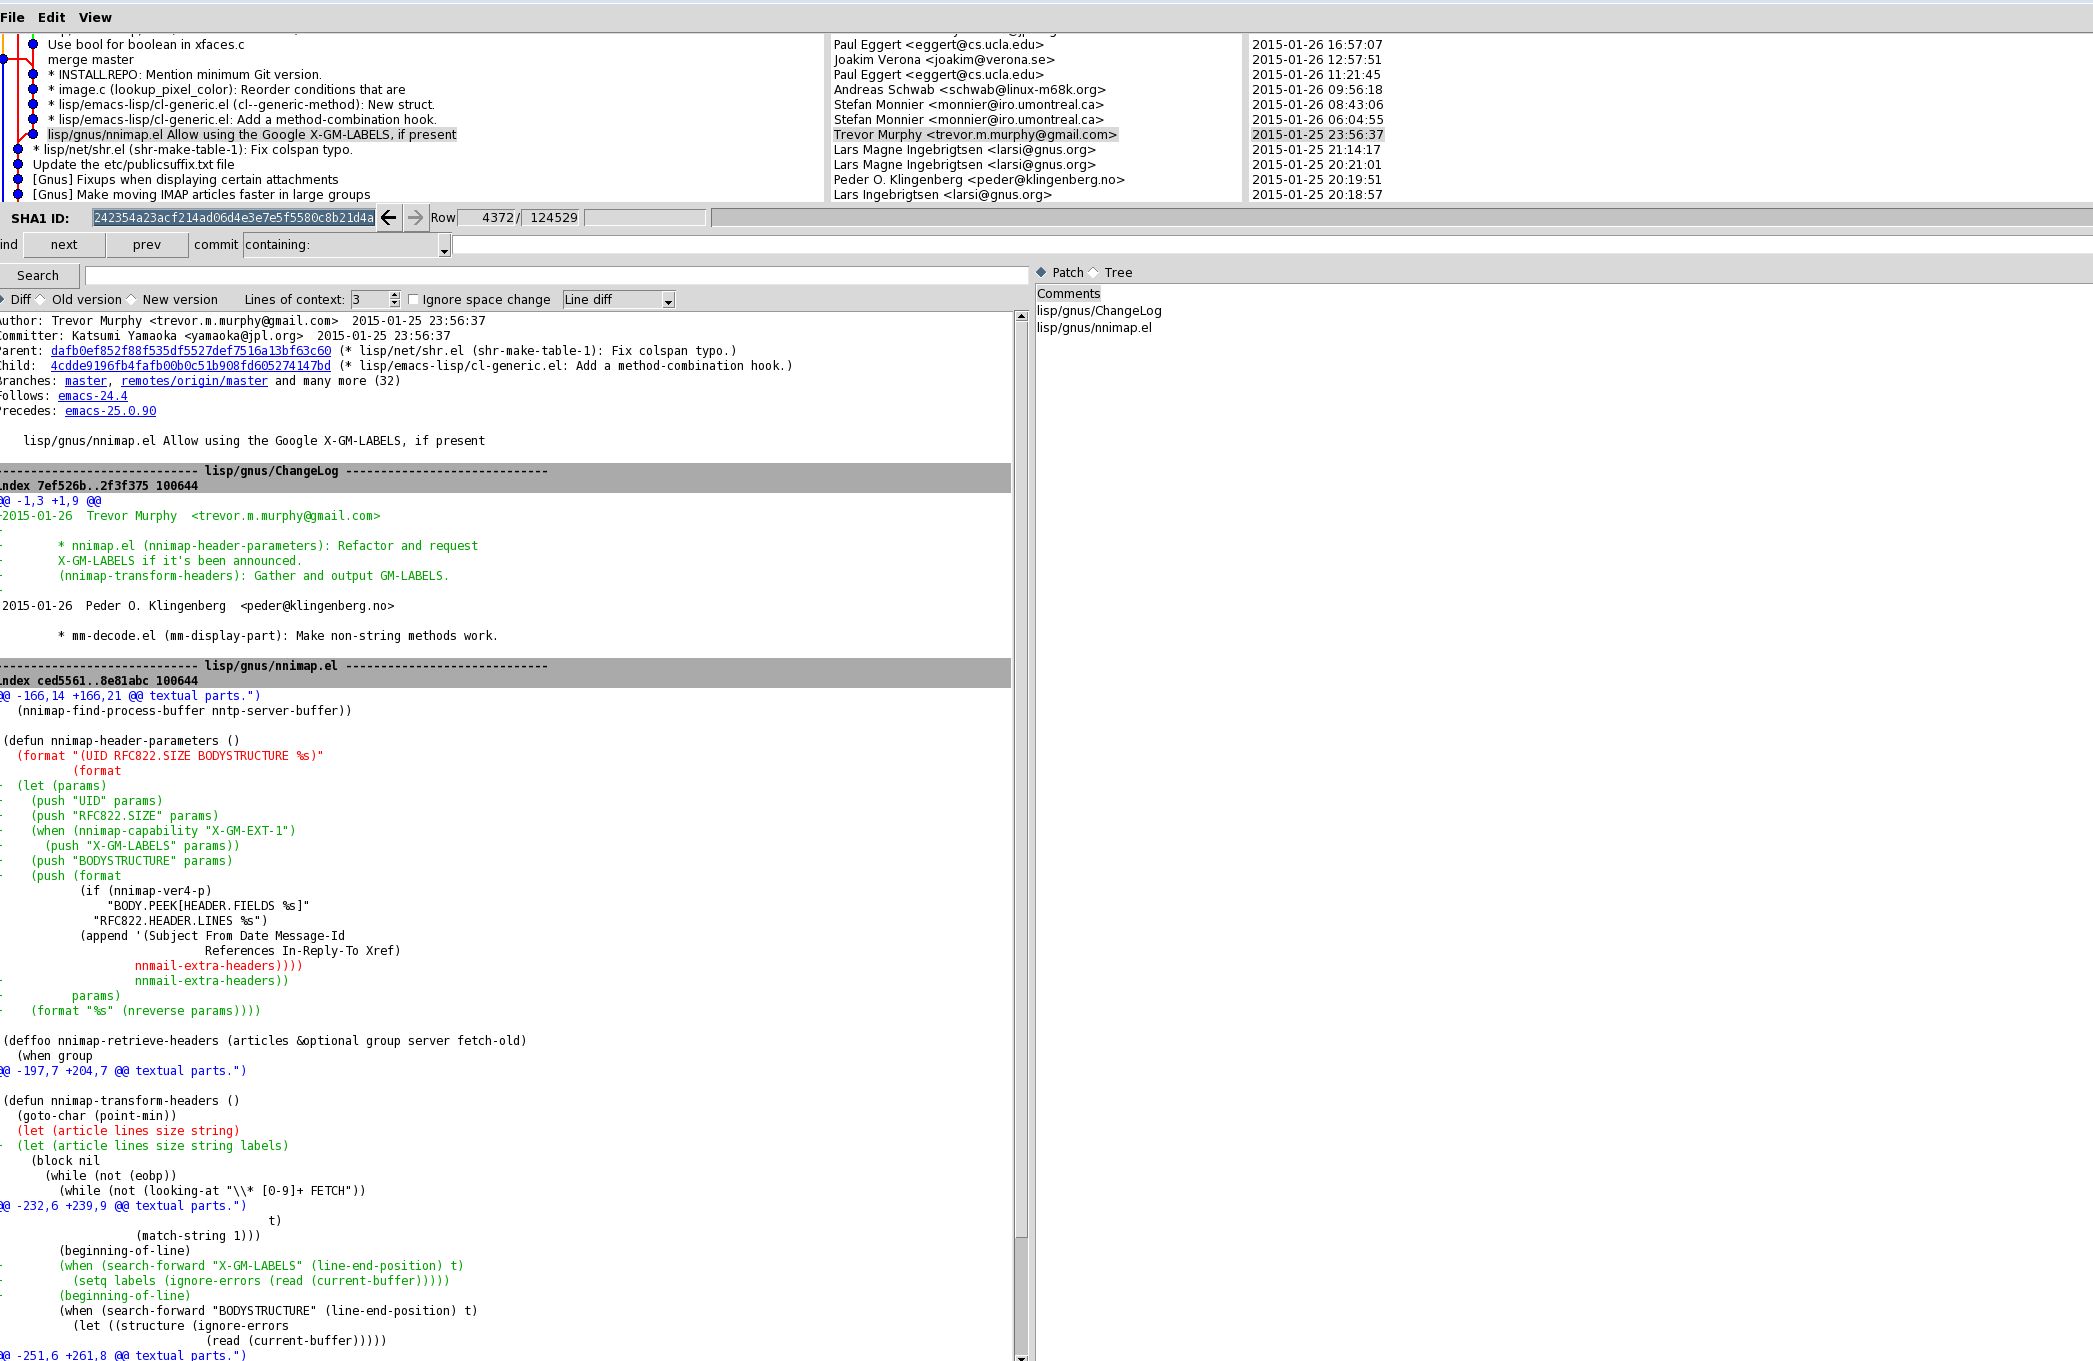 File Edit View
Use bool for boolean in xfaces.c Paul Eggert <eggert@cs.ucla.edu> 2015-01-26 16:57:07
merge master Joakim Verona <joakim@verona.se> 2015-01-26 12:57:51
* INSTALL.REPO: Mention minimum Git version. Paul Eggert <eggert@cs.ucla.edu> 2015-01-26 11:21:45
* image.c (lookup_pixel_color): Reorder conditions that are Andreas Schwab <schwab@linux-m68k.org> 2015-01-26 09:56:18
* lisp/emacs-lisp/cl-generic.el (cl--generic-method): New struct. Stefan Monnier <monnier@iro.umontreal.ca> 2015-01-26 08:43:06
* lisp/emacs-lisp/cl-generic.el: Add a method-combination hook. Stefan Monnier <monnier@iro.umontreal.ca> 2015-01-26 06:04:55
lisp/gnus/nnimap.el Allow using the Google X-GM-LABELS, if present Trevor Murphy <trevor.m.murphy@gmail.com> 2015-01-25 23:56:37
* lisp/net/shr.el (shr-make-table-1): Fix colspan typo. Lars Magne Ingebrigtsen <larsi@gnus.org> 2015-01-25 21:14:17
Update the etc/publicsuffix.txt file Lars Magne Ingebrigtsen <larsi@gnus.org> 2015-01-25 20:21:01
[Gnus] Fixups when displaying certain attachments Peder O. Klingenberg <peder@klingenberg.no> 2015-01-25 20:19:51
[Gnus] Make moving IMAP articles faster in large groups Lars Ingebrigtsen <larsi@gnus.org> 2015-01-25 20:18:57
SHA1 ID: 242354a23acf214ad06d4e3e7e5f5580c8b21d4a Row 4372 / 124529
ind next prev commit containing:
Search
Patch Tree
Diff Old version New version Lines of context: 3 Ignore space change Line diff
Comments
lisp/gnus/ChangeLog
lisp/gnus/nnimap.el
Author: Trevor Murphy <trevor.m.murphy@gmail.com> 2015-01-25 23:56:37
Committer: Katsumi Yamaoka <yamaoka@jpl.org> 2015-01-25 23:56:37
Parent: dafb0ef852f88f535df5527def7516a13bf63c60 (* lisp/net/shr.el (shr-make-table-1): Fix colspan typo.)
Child: 4cdde9196fb4fafb00b0c51b908fd605274147bd (* lisp/emacs-lisp/cl-generic.el: Add a method-combination hook.)
Branches: master, remotes/origin/master and many more (32)
Follows: emacs-24.4
Precedes: emacs-25.0.90
lisp/gnus/nnimap.el Allow using the Google X-GM-LABELS, if present
---------------------------- lisp/gnus/ChangeLog ----------------------------
index 7ef526b..2f3f375 100644
@@ -1,3 +1,9 @@
+2015-01-26  Trevor Murphy  <trevor.m.murphy@gmail.com>
+
+        * nnimap.el (nnimap-header-parameters): Refactor and request
+        X-GM-LABELS if it's been announced.
+        (nnimap-transform-headers): Gather and output GM-LABELS.
+
2015-01-26  Peder O. Klingenberg  <peder@klingenberg.no>
        * mm-decode.el (mm-display-part): Make non-string methods work.
---------------------------- lisp/gnus/nnimap.el ----------------------------
index ced5561..8e81abc 100644
@@ -166,14 +166,21 @@ textual parts.")
  (nnimap-find-process-buffer nntp-server-buffer))
(defun nnimap-header-parameters ()
  (format "(UID RFC822.SIZE BODYSTRUCTURE %s)"
          (format
+  (let (params)
+    (push "UID" params)
+    (push "RFC822.SIZE" params)
+    (when (nnimap-capability "X-GM-EXT-1")
+      (push "X-GM-LABELS" params))
+    (push "BODYSTRUCTURE" params)
+    (push (format
           (if (nnimap-ver4-p)
               "BODY.PEEK[HEADER.FIELDS %s]"
             "RFC822.HEADER.LINES %s")
           (append '(Subject From Date Message-Id
                             References In-Reply-To Xref)
                   nnmail-extra-headers))))
+                   nnmail-extra-headers))
+          params)
+    (format "%s" (nreverse params))))
(deffoo nnimap-retrieve-headers (articles &optional group server fetch-old)
  (when group
@@ -197,7 +204,7 @@ textual parts.")
(defun nnimap-transform-headers ()
  (goto-char (point-min))
  (let (article lines size string)
+  (let (article lines size string labels)
    (block nil
      (while (not (eobp))
        (while (not (looking-at "\\* [0-9]+ FETCH"))
@@ -232,6 +239,9 @@ textual parts.")
                                      t)
                   (match-string 1)))
        (beginning-of-line)
+        (when (search-forward "X-GM-LABELS" (line-end-position) t)
+          (setq labels (ignore-errors (read (current-buffer)))))
+        (beginning-of-line)
        (when (search-forward "BODYSTRUCTURE" (line-end-position) t)
          (let ((structure (ignore-errors
                             (read (current-buffer)))))
@@ -251,6 +261,8 @@ textual parts.")